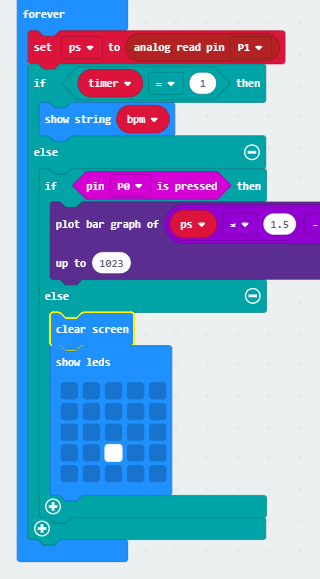 forever
set ps to analog read pin P1
if timer = 1 then
show string bpm
else
if pin P0 is pressed then
plot bar graph of ps × 1.5 -
up to 1023
else
clear screen
show leds